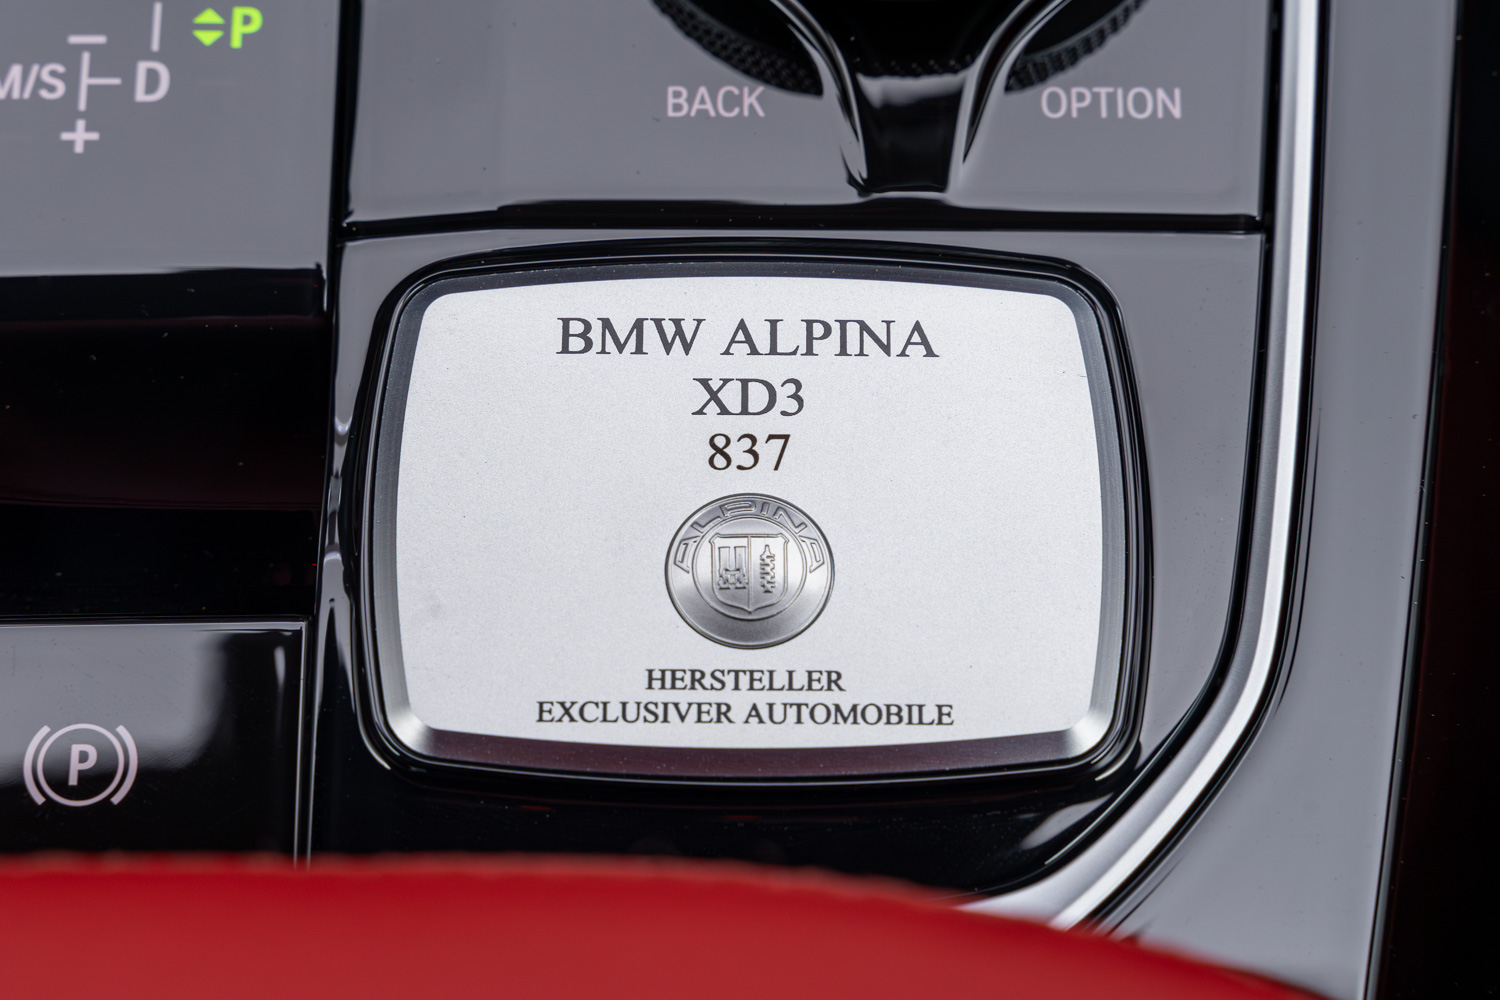 P
M/S D
+
BACK
OPTION
BMW ALPINA
XD3
837
ALPINA
HERSTELLER
EXCLUSIVER AUTOMOBILE
(P)